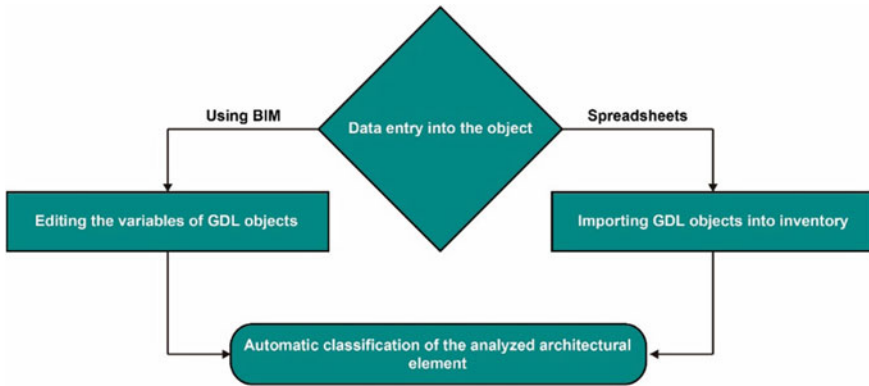 Using BIM
Data entry into the object
Spreadsheets
Editing the variables of GDL objects
Importing GDL objects into inventory
Automatic classification of the analyzed architectural
element